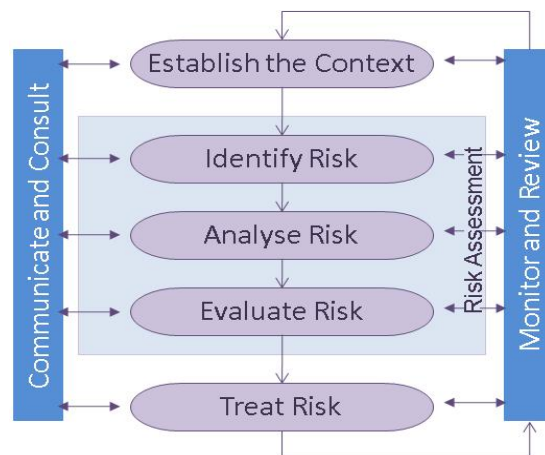 Establish the Context
Identify Risk
Analyse Risk
Evaluate Risk
Treat Risk
Communicate and Consult
Risk Assessment
Monitor and Review